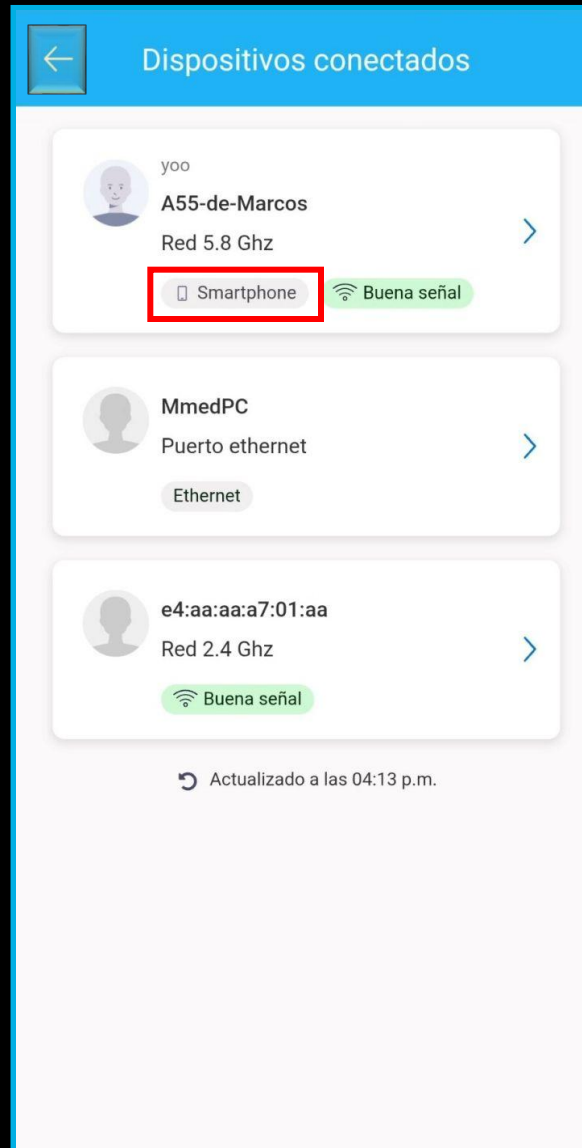 Dispositivos conectados
yoo
A55-de-Marcos
Red 5.8 Ghz
Smartphone Buena señal
MmedPC
Puerto ethernet
Ethernet
e4:aa:aa:a7:01:aa
Red 2.4 Ghz
Buena señal
Actualizado a las 04:13 p.m.